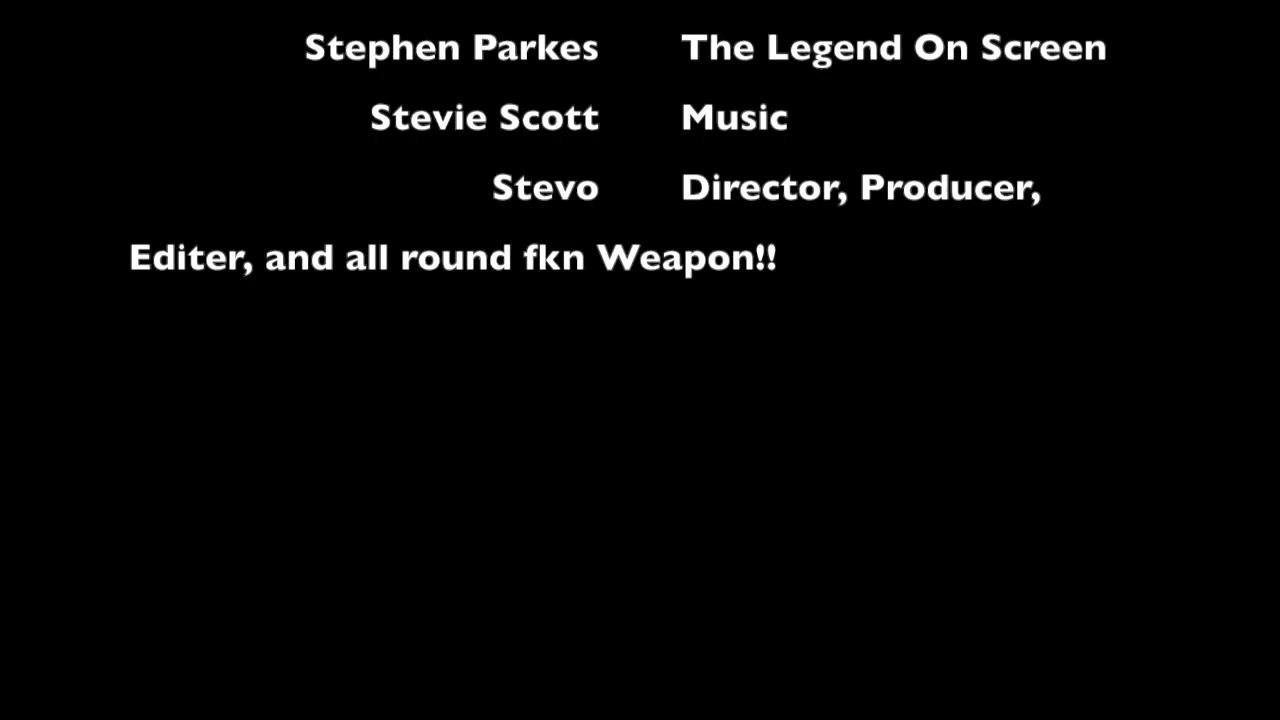 Stephen Parkes The Legend On Screen
Stevie Scott Music
Stevo Director, Producer,
Editer, and all round fkn Weapon!!